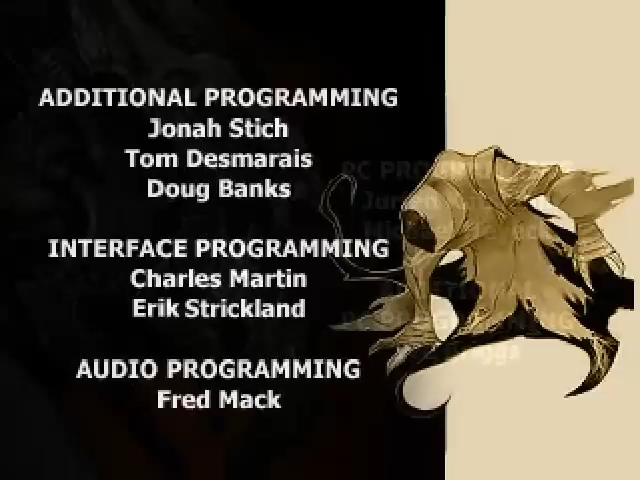 ADDITIONAL PROGRAMMING
Jonah Stich
Tom Desmarais
Doug Banks
INTERFACE PROGRAMMING
Charles Martin
Erik Strickland
AUDIO PROGRAMMING
Fred Mack